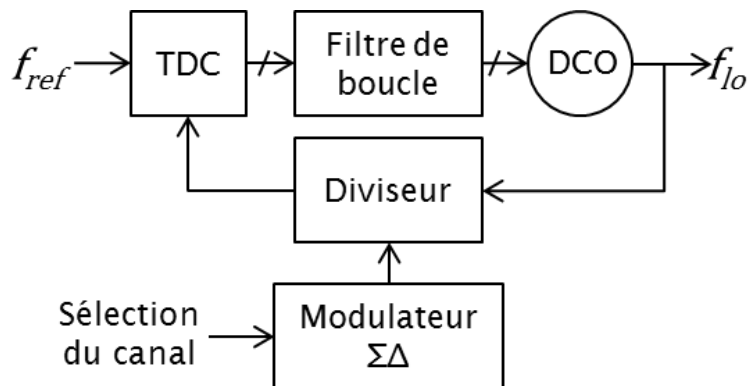 f_ref
TDC
Filtre de
boucle
DCO
f_lo
Diviseur
Sélection
du canal
Modulateur
ΣΔ